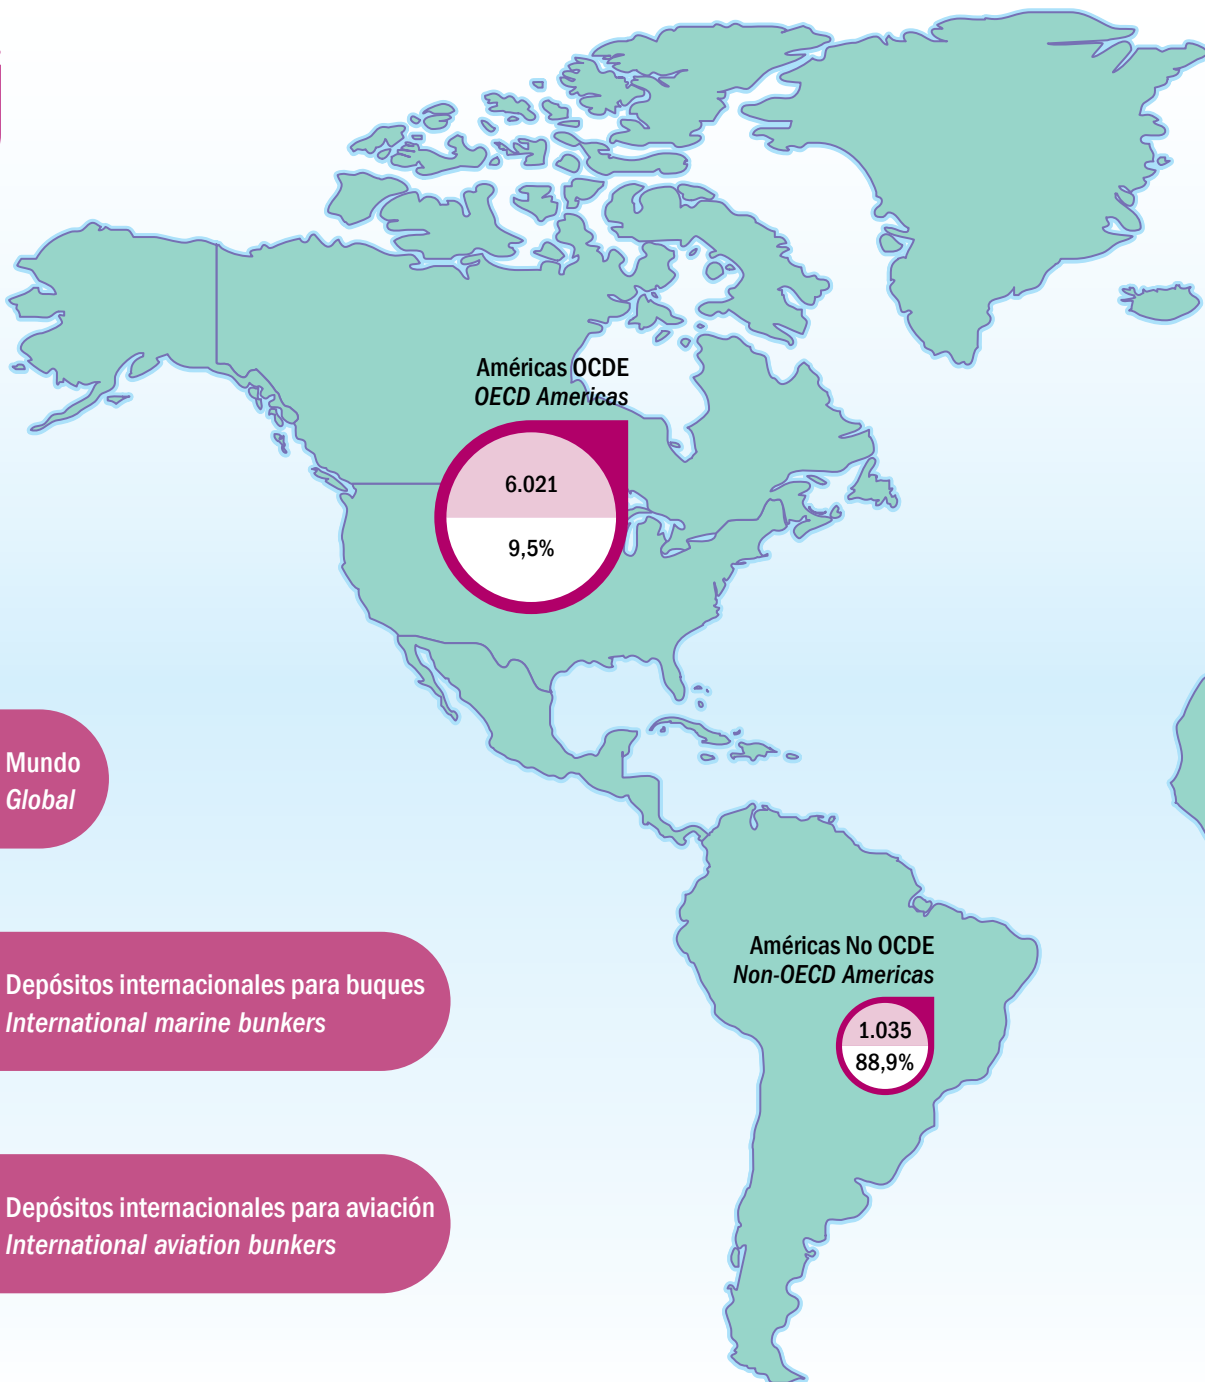 Américas OCDE
OECD Americas
6.021
9,5%
Mundo
Global
Américas No OCDE
Non-OECD Americas
1.035
88,9%
Depósitos internacionales para buques
International marine bunkers
Depósitos internacionales para aviación
International aviation bunkers